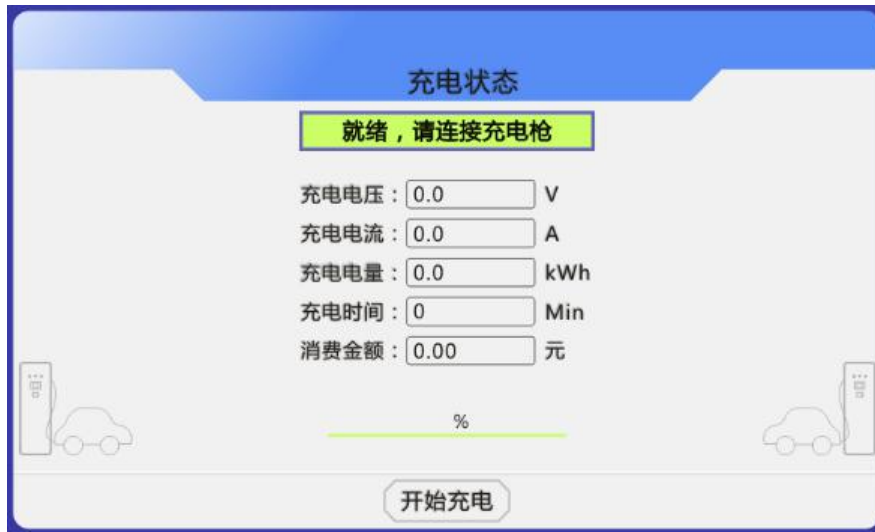 充电状态
就绪，请连接充电枪
充电电压：0.0 V
充电电流：0.0 A
充电电量：0.0 kWh
充电时间：0 Min
消费金额：0.00 元
%
开始充电